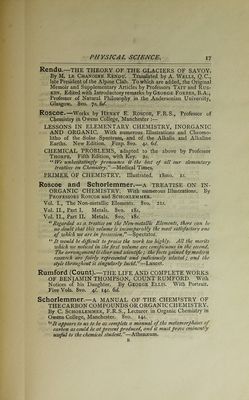 PHYSICAL SCIENCE. 17
Rendu.—THE THEORY OF THE GLACIERS OF SAVOY.
By M. LE CHANOINE RENDU. Translated by A. WELLS, Q.C.,
late President of the Alpine Club. To which are added, the Original
Memoir and Supplementary Articles by Professors TAIT and RUS-
KIN. Edited with Introductory remarks by GEORGE FORBES, B.A.,
Professor of Natural Philosophy in the Andersonian University,
Glasgow. 8vo. 7s. 6d.
Roscoe.—Works by HENRY E. ROSCOE, F.R.S., Professor of
Chemistry in Owens College, Manchester:—
LESSONS IN ELEMENTARY CHEMISTRY, INORGANIC
AND ORGANIC. With numerous Illustrations and Chromo-
litho of the Solar Spectrum, and of the Alkalis and Alkaline
Earths. New Edition. Fcap. 8vo. 4s. 6d.
CHEMICAL PROBLEMS, adapted to the above by Professor
THORPE. Fifth Edition, with Key. 2s.
"We unhesitatingly pronounce it the best of all our elementary
treatises on Chemistry."—Medical Times.
PRIMER OF CHEMISTRY. Illustrated. 18mo. 1s.
Roscoe and Schorlemmer.—A TREATISE ON IN-
ORGANIC CHEMISTRY. With numerous Illustrations. By
PROFESSORS ROSCOE and SCHORLEMMER.
Vol. I., The Non-metallic Elements. 8vo. 21s.
Vol. II., Part I. Metals. 8vo. 18s.
Vol. II., Part II. Metals. 8vo. 18s.
"Regarded as a treatise on the Non-metallic Elements, there can be
no doubt that this volume is incomparably the most satisfactory one
of which we are in possession."—Spectator.
"It would be difficult to praise the work too highly. All the merits
which we noticed in the first volume are conspicuous in the second.
The arrangement is clear and scientific; the facts gained by modern
research are fairly represented and judiciously selected; and the
style throughout is singularly lucid."—Lancet.
Rumford (Count).—THE LIFE AND COMPLETE WORKS
OF BENJAMIN THOMPSON, COUNT RUMFORD. With
Notices of his Daughter. By GEORGE ELLIS. With Portrait.
Five Vols. 8vo. 4l. 14s. 6d.
Schorlemmer.—A MANUAL OF THE CHEMISTRY OF
THE CARBON COMPOUNDS OR ORGANIC CHEMISTRY.
By C. SCHORLEMMER, F.R.S., Lecturer in Organic Chemistry in
Owens College, Manchester. 8vo. 14s.
"It appears to us to be as complete a manual of the metamorphoses of
carbon as could be at present produced, and it must prove eminently
useful to the chemical student."—Athenæum.
B